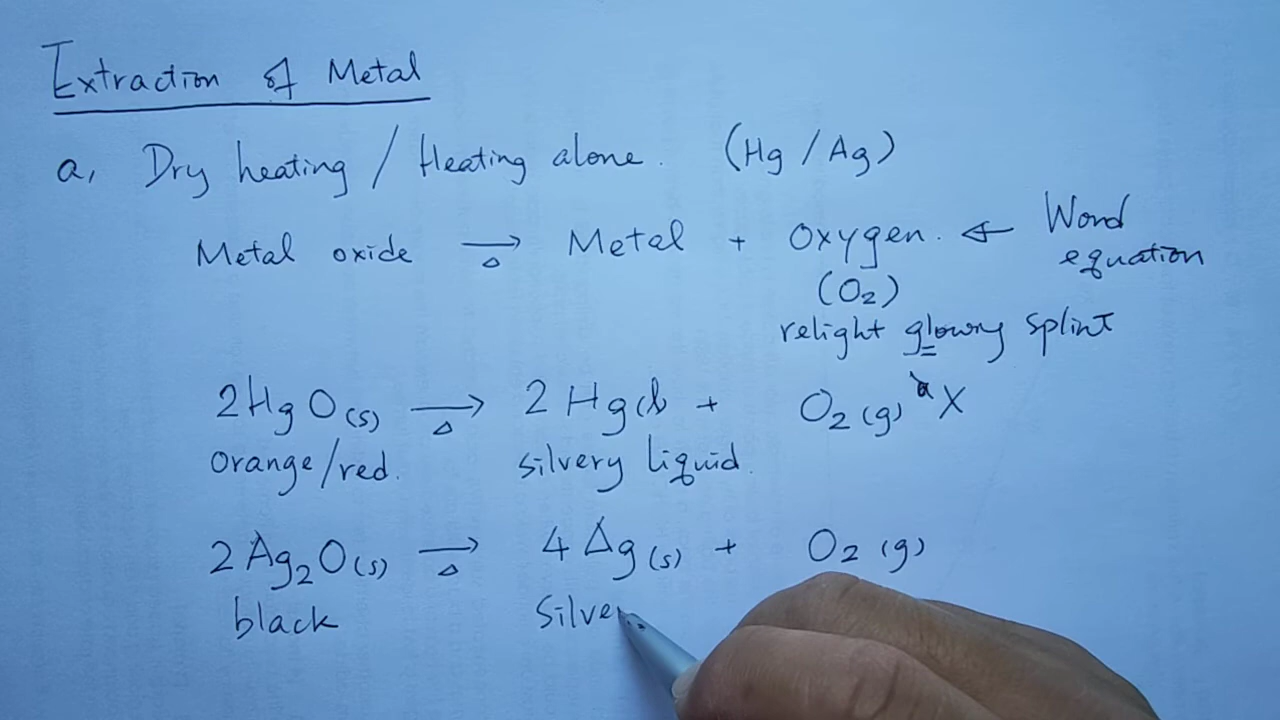 Extraction of Metal
a, Dry heating / Heating alone. (Hg / Ag)
Metal oxide → Metal + Oxygen. ← Word equation
Δ
(O₂)
relight glowing splint
2HgO(s) → 2Hg(l) + O₂(g) X
Δ
orange/red. silvery liquid.
2Ag₂O(s) → 4Ag(s) + O₂(g)
Δ
black Silve